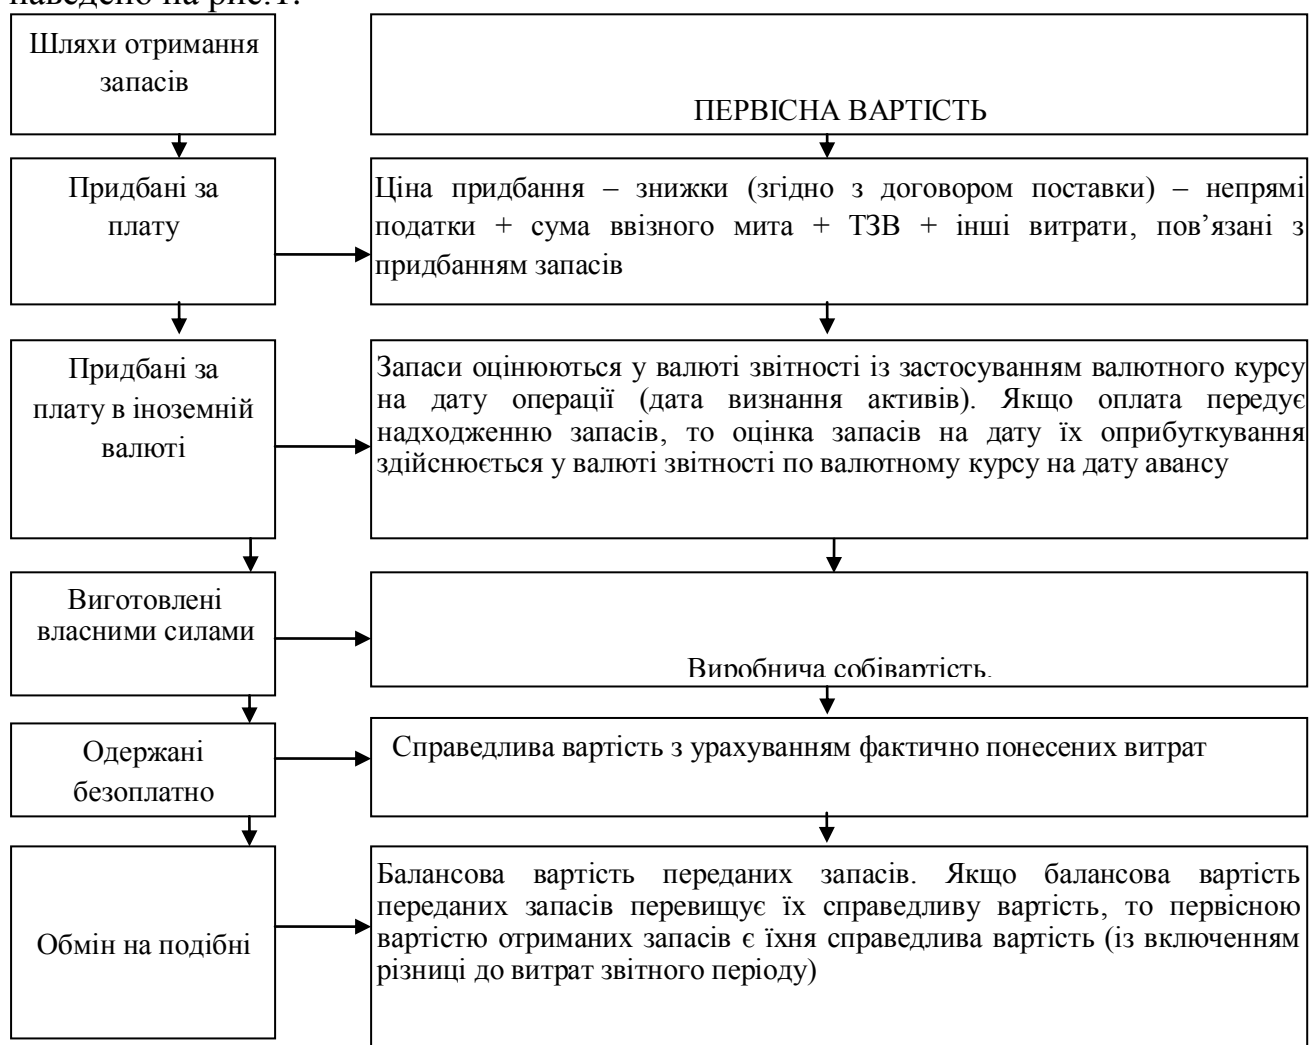 наведено на рис.1.
Шляхи отримання
запасів
ПЕРВІСНА ВАРТІСТЬ
Придбані за
плату
Ціна придбання – знижки (згідно з договором поставки) – непрямі
податки + сума ввізного мита + ТЗВ + інші витрати, пов’язані з
придбанням запасів
Придбані за
плату в іноземній
валюті
Запаси оцінюються у валюті звітності із застосуванням валютного курсу
на дату операції (дата визнання активів). Якщо оплата передує
надходженню запасів, то оцінка запасів на дату їх оприбуткування
здійснюється у валюті звітності по валютному курсу на дату авансу
Виготовлені
власними силами
Виробнича собівартість.
Одержані
безоплатно
Справедлива вартість з урахуванням фактично понесених витрат
Обмін на подібні
Балансова вартість переданих запасів. Якщо балансова вартість
переданих запасів перевищує їх справедливу вартість, то первісною
вартістю отриманих запасів є їхня справедлива вартість (із включенням
різниці до витрат звітного періоду)